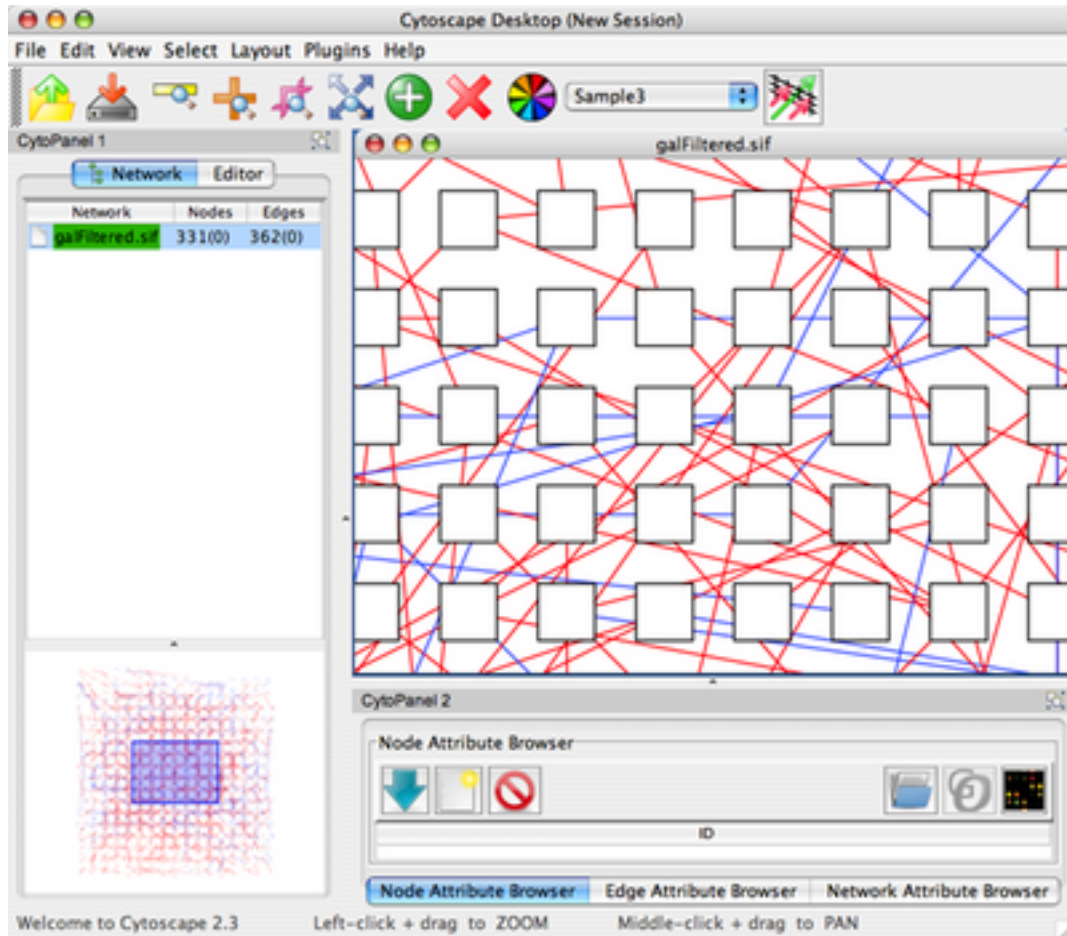 Cytoscape Desktop (New Session)
File Edit View Select Layout Plugins Help
Sample3
CytoPanel 1
galFiltered.sif
Network Editor
Network Nodes Edges
galFiltered.sif 331(0) 362(0)
CytoPanel 2
Node Attribute Browser
ID
Node Attribute Browser Edge Attribute Browser Network Attribute Browser
Welcome to Cytoscape 2.3 Left-click + drag to ZOOM Middle-click + drag to PAN